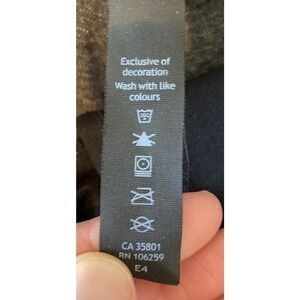 Exclusive of
decoration
Wash with like
colours
CA 35801
RN 106259
E4